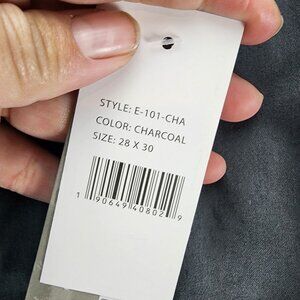 STYLE: E-101-CHA
COLOR: CHARCOAL
SIZE: 28 X 30
1 90649 40802 9